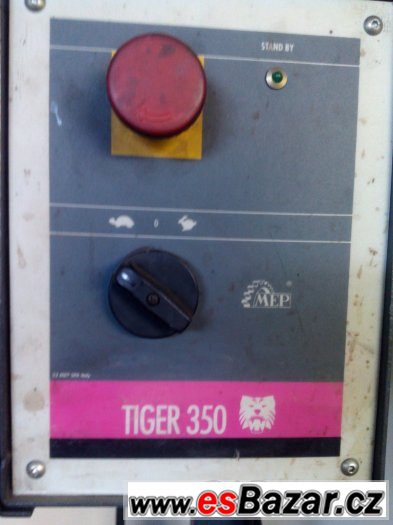 STAND BY
0
MEP
®
TIGER 350
www.esBazar.cz